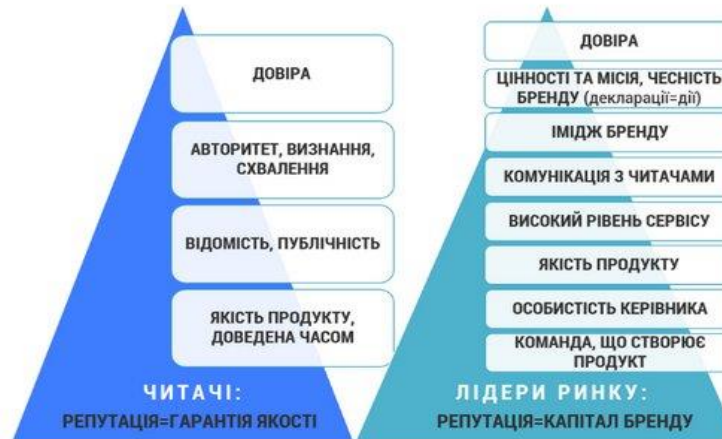 ДОВІРА
АВТОРИТЕТ, ВИЗНАННЯ,
СХВАЛЕННЯ
ВІДОМІСТЬ, ПУБЛІЧНІСТЬ
ЯКІСТЬ ПРОДУКТУ,
ДОВЕДЕНА ЧАСОМ
ЧИТАЧІ:
РЕПУТАЦІЯ=ГАРАНТІЯ ЯКОСТІ
ДОВІРА
ЦІННОСТІ ТА МІСІЯ, ЧЕСНІСТЬ
БРЕНДУ (декларації=дії)
ІМІДЖ БРЕНДУ
КОМУНІКАЦІЯ З ЧИТАЧАМИ
ВИСОКИЙ РІВЕНЬ СЕРВІСУ
ЯКІСТЬ ПРОДУКТУ
ОСОБИСТІСТЬ КЕРІВНИКА
КОМАНДА, ЩО СТВОРЮЄ
ПРОДУКТ
ЛІДЕРИ РИНКУ:
РЕПУТАЦІЯ=КАПІТАЛ БРЕНДУ